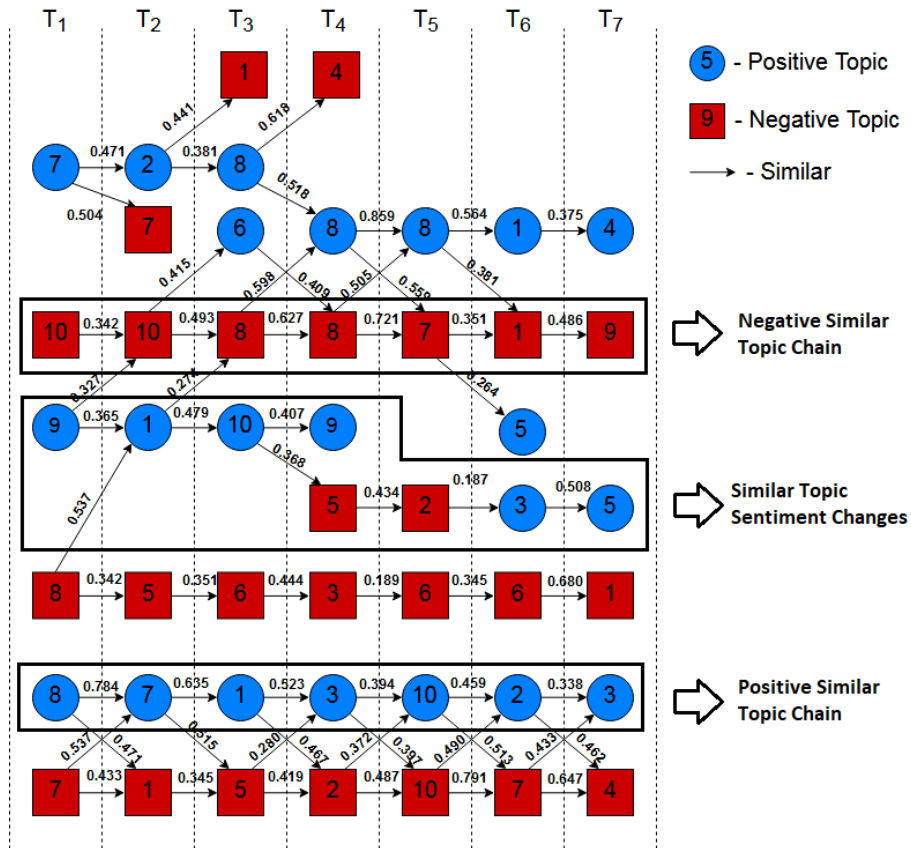 T1 T2 T3 T4 T5 T6 T7
5 - Positive Topic
9 - Negative Topic
- Similar
1 4
0.441 0.618
7 0.471 2 0.381 8
0.504 7 0.518
6 8 0.859 8 0.564 1 0.375 4
0.415 0.598 0.409 0.505 0.559 0.381
10 0.342 10 0.493 8 0.627 8 0.721 7 0.351 1 0.486 9
Negative Similar
Topic Chain
0.327 0.274 0.264
9 0.365 1 0.479 10 0.407 9 5
0.537 0.368
5 0.434 2 0.187 3 0.508 5
Similar Topic
Sentiment Changes
8 0.342 5 0.351 6 0.444 3 0.189 6 0.345 6 0.680 1
8 0.784 7 0.635 1 0.523 3 0.394 10 0.459 2 0.338 3
Positive Similar
Topic Chain
0.537 0.471 0.515 0.280 0.467 0.372 0.397 0.490 0.513 0.433 0.462
7 0.433 1 0.345 5 0.419 2 0.487 10 0.791 7 0.647 4